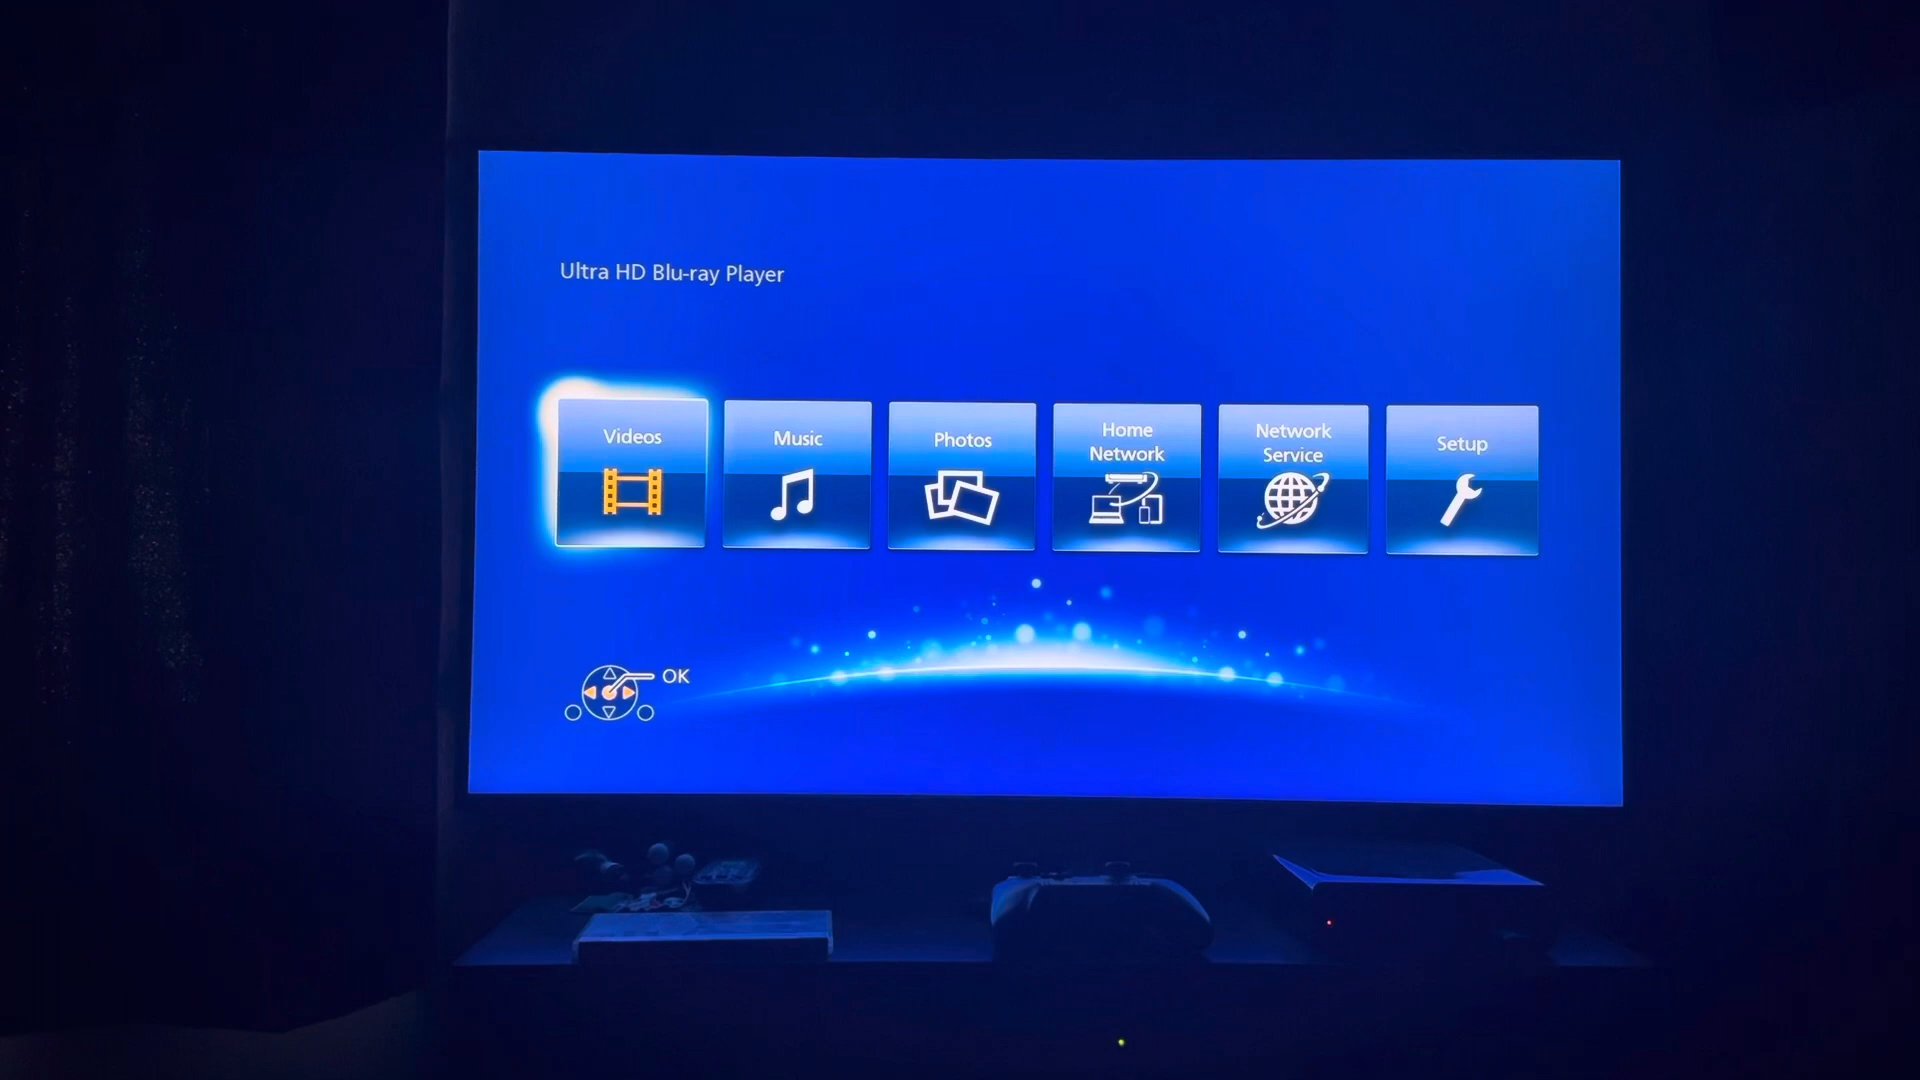 Ultra HD Blu-ray Player
Videos
Music
Photos
Home
Network
Network
Service
Setup
OK